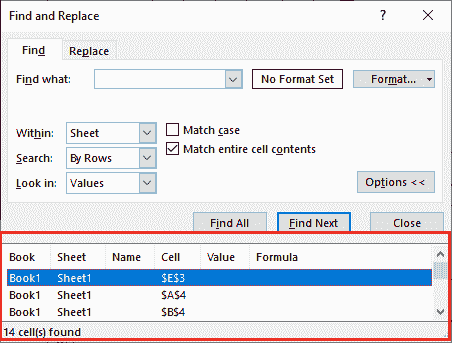 Find and Replace
Find Replace
Find what: No Format Set Format...
Within: Sheet Match case
Search: By Rows Match entire cell contents
Look in: Values Options <<
Find All Find Next Close
Book Sheet Name Cell Value Formula
Book1 Sheet1 $E$3
Book1 Sheet1 $A$4
Book1 Sheet1 $B$4
14 cell(s) found